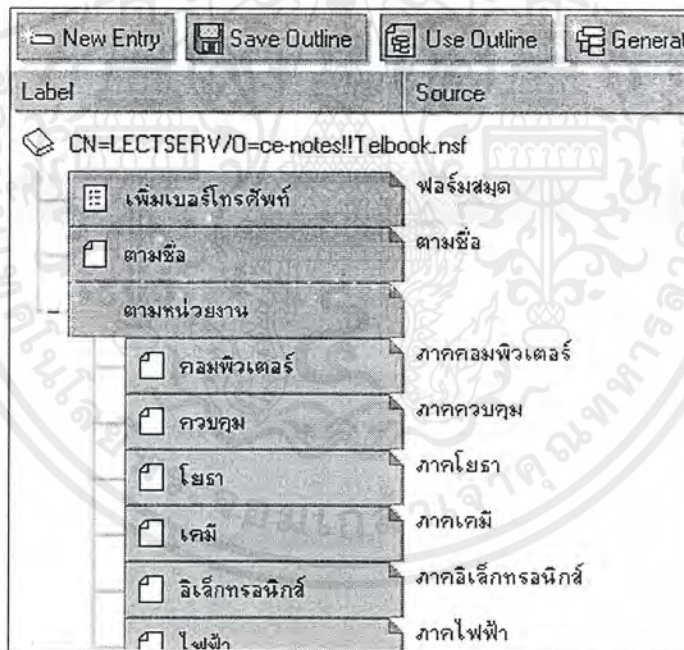 New Entry Save Outline Use Outline Generat
Label Source
CN=LECTSERV/O=ce-notes!!Telbook.nsf
เพิ่มเบอร์โทรศัพท์ ฟอร์มสมุด
ตามชื่อ ตามชื่อ
ตามหน่วยงาน
คอมพิวเตอร์ ภาคคอมพิวเตอร์
ควบคุม ภาคควบคุม
โยธา ภาคโยธา
เคมี ภาคเคมี
อิเล็กทรอนิกส์ ภาคอิเล็กทรอนิกส์
ไฟฟ้า ภาคไฟฟ้า